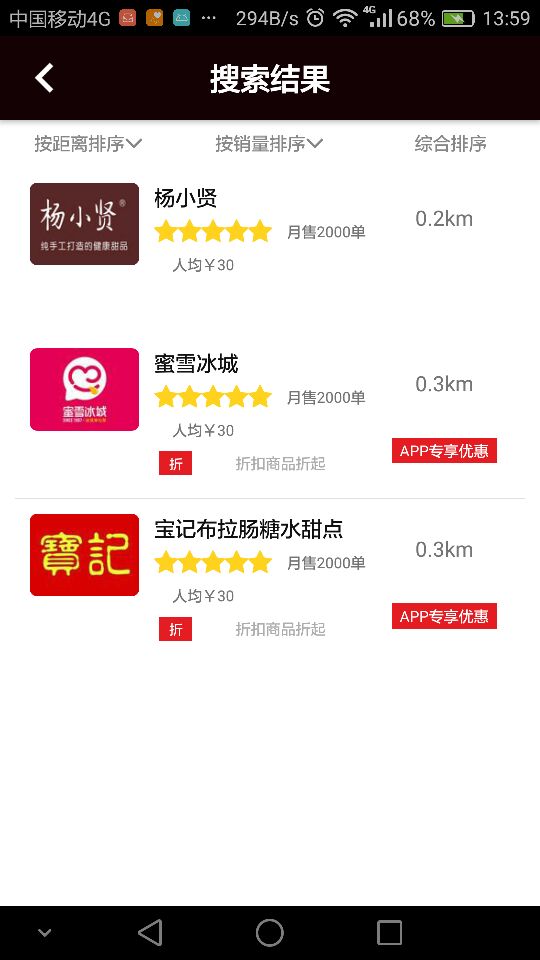 中国移动4G 294B/s 4G 68% 13:59
搜索结果
按距离排序 按销量排序 综合排序
杨小贤®
纯手工打造的健康甜品
杨小贤
月售2000单
0.2km
人均￥30
蜜雪冰城
SINCE 1997
蜜雪冰城
月售2000单
0.3km
人均￥30
折 折扣商品折起 APP专享优惠
寶記
宝记布拉肠糖水甜点
月售2000单
0.3km
人均￥30
折 折扣商品折起 APP专享优惠